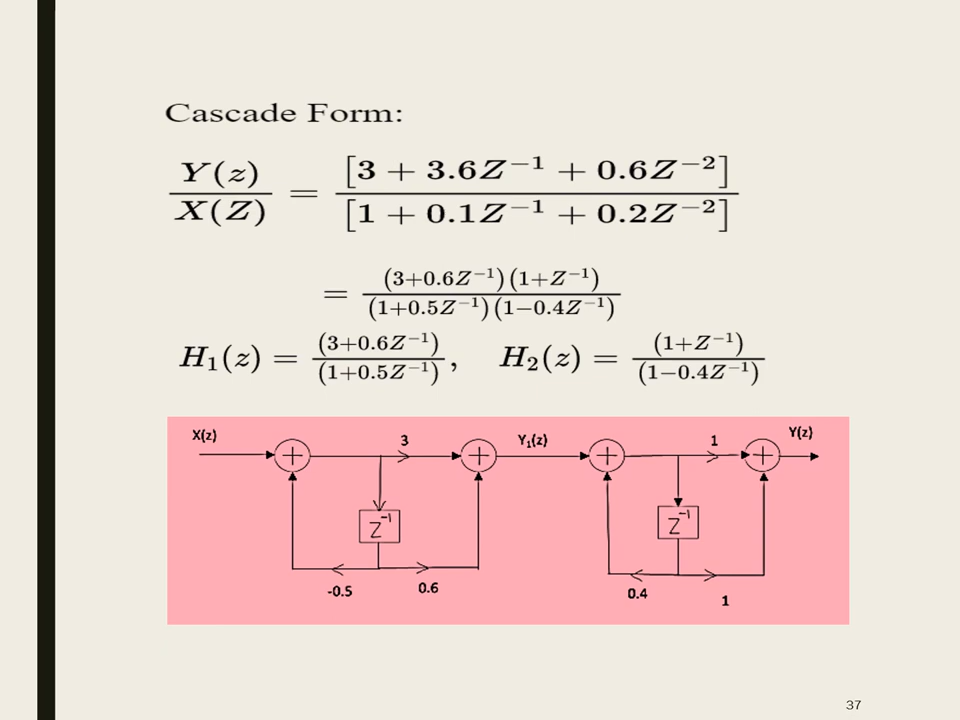 Cascade Form:
Y(z) / X(Z) = [3 + 3.6Z⁻¹ + 0.6Z⁻²] / [1 + 0.1Z⁻¹ + 0.2Z⁻²]
= (3+0.6Z⁻¹)(1+Z⁻¹) / (1+0.5Z⁻¹)(1−0.4Z⁻¹)
H₁(z) = (3+0.6Z⁻¹) / (1+0.5Z⁻¹), H₂(z) = (1+Z⁻¹) / (1−0.4Z⁻¹)
X(z) 3 Y₁(z) 1 Y(z)
+ + + +
Z⁻¹ Z⁻¹
-0.5 0.6 0.4 1
37